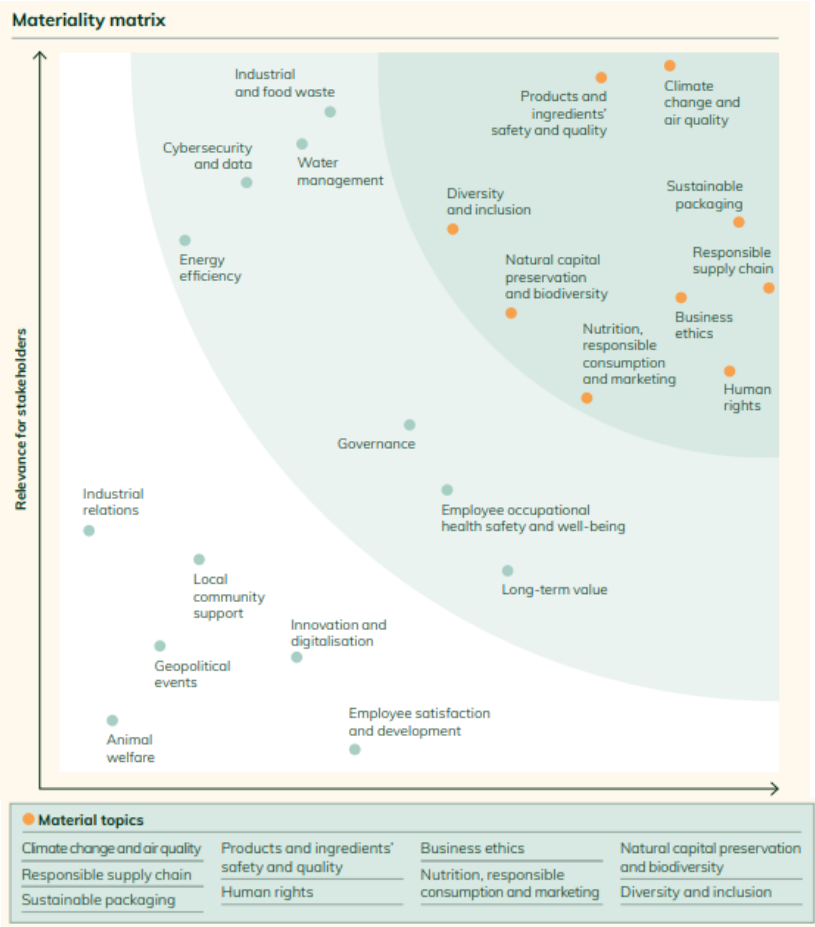 Materiality matrix
Relevance for stakeholders
Industrial
and food waste
Products and
ingredients’
safety and quality
Climate
change and
air quality
Cybersecurity
and data
Water
management
Diversity
and inclusion
Sustainable
packaging
Energy
efficiency
Natural capital
preservation
and biodiversity
Responsible
supply chain
Business
ethics
Nutrition,
responsible
consumption
and marketing
Human
rights
Governance
Industrial
relations
Employee occupational
health safety and well-being
Local
community
support
Long-term value
Innovation and
digitalisation
Geopolitical
events
Employee satisfaction
and development
Animal
welfare
Material topics
Climate change and air quality
Responsible supply chain
Sustainable packaging
Products and ingredients’
safety and quality
Human rights
Business ethics
Nutrition, responsible
consumption and marketing
Natural capital preservation
and biodiversity
Diversity and inclusion